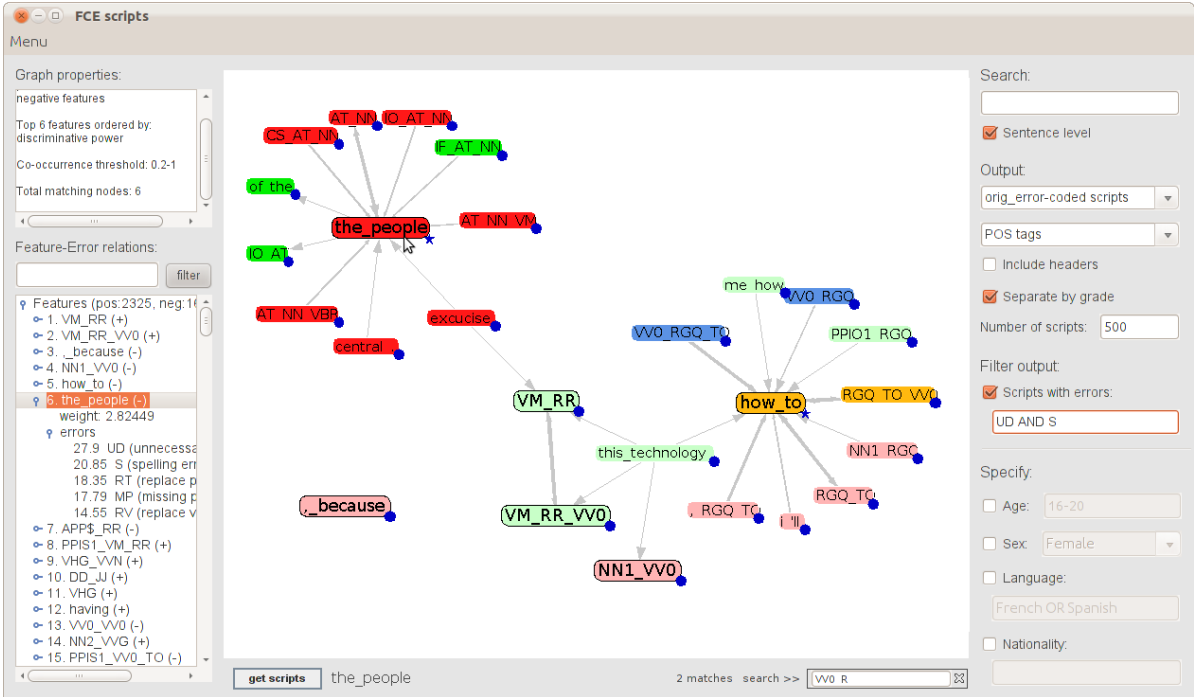 FCE scripts
Menu
Graph properties:
negative features
Top 6 features ordered by:
discriminative power
Co-occurrence threshold: 0.2-1
Total matching nodes: 6
Feature-Error relations:
filter
Features (pos:2325, neg:16
1. VM_RR (+)
2. VM_RR_VV0 (+)
3. ,_because (-)
4. NN1_VV0 (-)
5. how_to (-)
6. the_people (-)
weight: 2.82449
errors
27.9 UD (unnecessa
20.85 S (spelling err
18.35 RT (replace p
17.79 MP (missing p
14.55 RV (replace v
7. APP$_RR (-)
8. PPIS1_VM_RR (+)
9. VHG_VVN (+)
10. DD_JJ (+)
11. VHG (+)
12. having (+)
13. VV0_VV0 (-)
14. NN2_VVG (+)
15. PPIS1_VV0_TO (-)
AT_NN
IO_AT_NN
CS_AT_NN
IF_AT_NN
of the
the_people
AT_NN_VM
IO_AT
AT_NN_VBR
central
excucise
me_how
VV0_RGQ
VV0_RGQ_TO
PPIO1_RGQ
VM_RR
how_to
RGQ_TO_VV0
this_technology
NN1_RGQ
RGQ_TO
,_because
VM_RR_VV0
,_RGQ_TO
i 'll
NN1_VV0
get scripts
the_people
2 matches search >>
VV0_R
Search:
Sentence level
Output:
orig_error-coded scripts
POS tags
Include headers
Separate by grade
Number of scripts:
500
Filter output:
Scripts with errors:
UD AND S
Specify:
Age:
16-20
Sex:
Female
Language:
French OR Spanish
Nationality: